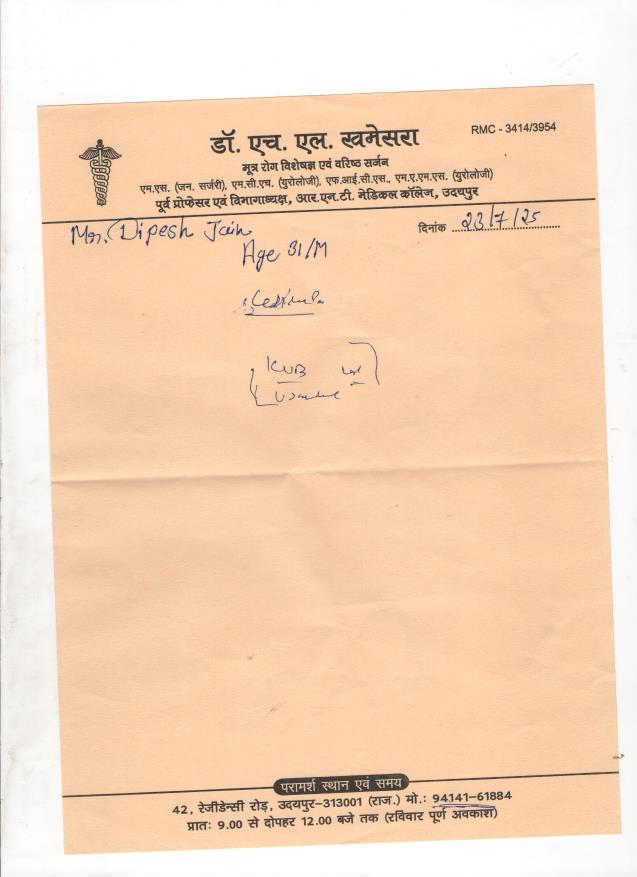 डॉ. एच. एल. खमेसरा
RMC - 3414/3954
मूत्र रोग विशेषज्ञ एवं वरिष्ठ सर्जन
एम.एस. (जन. सर्जरी), एम.सी.एच. (युरोलोजी), एफ.आई.सी.एस., एम.ए.एम.एस. (युरोलोजी)
पूर्व प्रोफेसर एवं विभागाध्यक्ष, आर.एन.टी. मेडिकल कॉलेज, उदयपुर
Mr. Dipesh Jain
दिनांक 23/7/25
Age 31/M
KUB
परामर्श स्थान एवं समय
42, रेजीडेन्सी रोड़, उदयपुर-313001 (राज.) मो.: 94141-61884
प्रातः 9.00 से दोपहर 12.00 बजे तक (रविवार पूर्ण अवकाश)